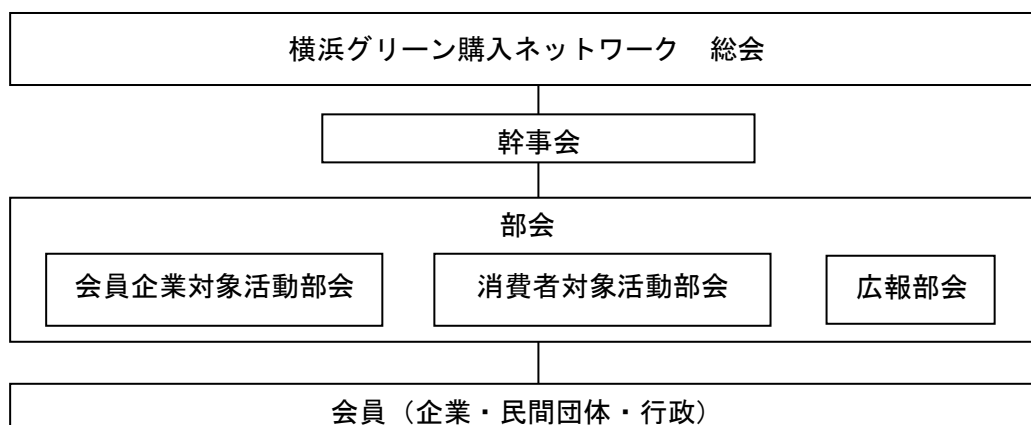 横浜グリーン購入ネットワーク　総会
幹事会
部会
会員企業対象活動部会
消費者対象活動部会
広報部会
会員（企業・民間団体・行政）